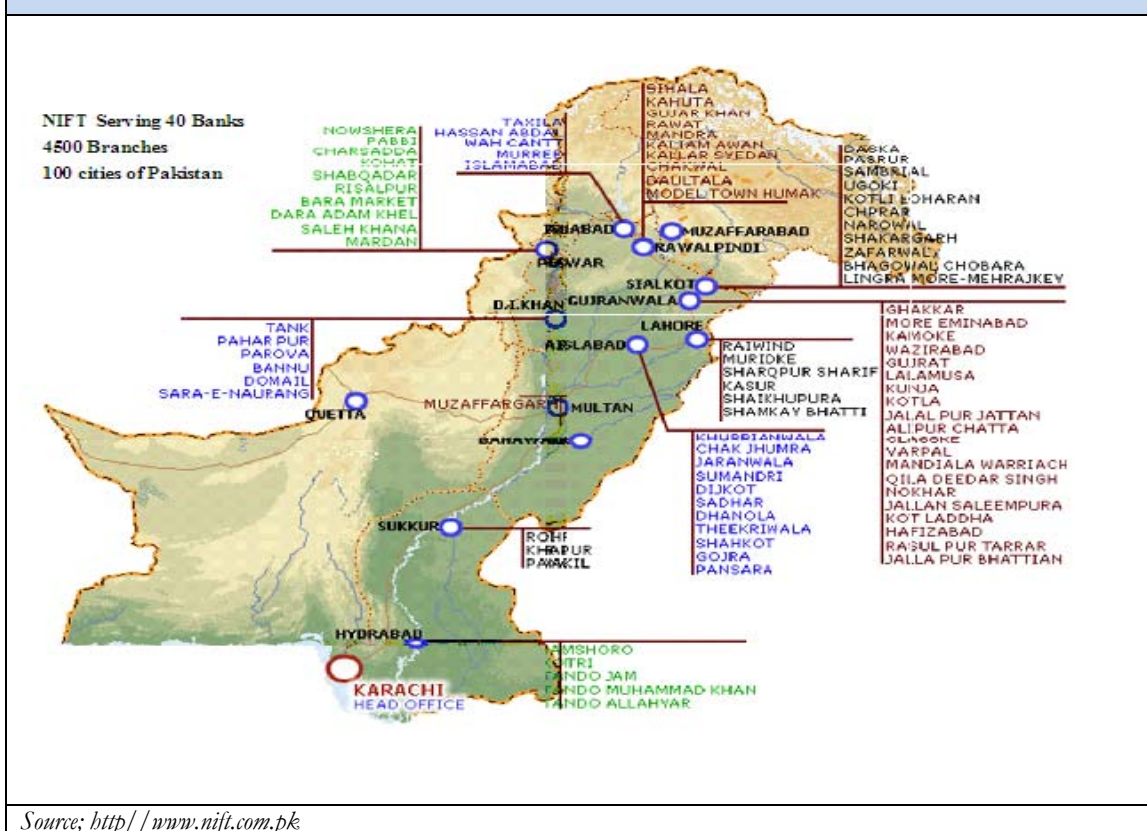 NIFT Serving 40 Banks
4500 Branches
100 cities of Pakistan
NOWSHERA
PABBI
CHARSADDA
KOHAT
SHABQADAR
RISALPUR
BARA MARKET
DARA ADAM KHEL
SALEH KHANA
MARDAN
TAXILA
HASSAN ABDAL
WAH CANTT
MURREE
ISLAMABAD
SIHALA
KAHUTA
GUJAR KHAN
RAWAT
MANDRA
KALIAM AWAN
KALLAR SYEDAN
CHAKWAL
DAULTALA
MODEL TOWN HUMAK
DASKA
PASRUR
SAMBRIAL
UGOKI
KOTLI LOHARAN
CHPRAR
NAROWAL
SHAKARGARH
ZAFARWAL
BHAGOWAL CHOBARA
LINGRA MORE-MEHRAJKEY
MUZAFFARABAD
RAWALPINDI
SIALKOT
GUJRANWALA
D.I.KHAN
LAHORE
TANK
PAHAR PUR
PAROVA
BANNU
DOMAIL
SARA-E-NAURANG
RAIWIND
MURIDKE
SHARQPUR SHARIF
KASUR
SHAIKHUPURA
SHAMKAY BHATTI
GHAKKAR
MORE EMINABAD
KAMOKE
WAZIRABAD
GUJRAT
LALAMUSA
KUNJA
KOTLA
JALAL PUR JATTAN
ALIPUR CHATTA
VARPAL
MANDIALA WARRIACH
QILA DEEDAR SINGH
NOKHAR
JALLAN SALEEMPURA
KOT LADDHA
HAFIZABAD
RASUL PUR TARRAR
JALLA PUR BHATTIAN
QUETTA
MUZAFFARGARH
MULTAN
KHURRIANWALA
CHAK JHUMRA
JARANWALA
SUMANDRI
DIJKOT
SADHAR
DHANOLA
THEEKRIWALA
SHAHKOT
GOJRA
PANSARA
SUKKUR
HYDRABAD
JAMSHORO
KOTRI
TANDO JAM
TANDO MUHAMMAD KHAN
TANDO ALLAHYAR
KARACHI
HEAD OFFICE
Source; http//www.nift.com.pk